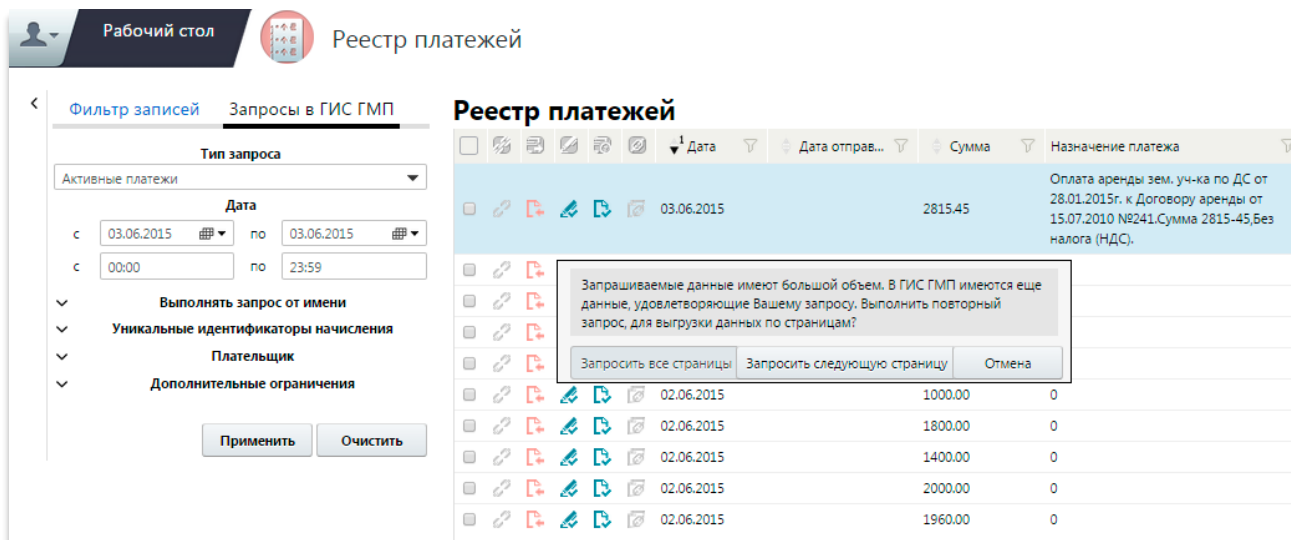 Рабочий стол
Реестр платежей
Фильтр записей
Запросы в ГИС ГМП
Тип запроса
Активные платежи
Дата
с 03.06.2015 по 03.06.2015
с 00:00 по 23:59
Выполнять запрос от имени
Уникальные идентификаторы начисления
Плательщик
Дополнительные ограничения
Применить Очистить
Реестр платежей
1 Дата Дата отправ... Сумма Назначение платежа
03.06.2015 2815.45
Оплата аренды зем. уч-ка по ДС от
28.01.2015г. к Договору аренды от
15.07.2010 №241.Сумма 2815-45,Без
налога (НДС).
Запрашиваемые данные имеют большой объем. В ГИС ГМП имеются еще
данные, удовлетворяющие Вашему запросу. Выполнить повторный
запрос, для выгрузки данных по страницам?
Запросить все страницы Запросить следующую страницу Отмена
02.06.2015 1000.00 0
02.06.2015 1800.00 0
02.06.2015 1400.00 0
02.06.2015 2000.00 0
02.06.2015 1960.00 0